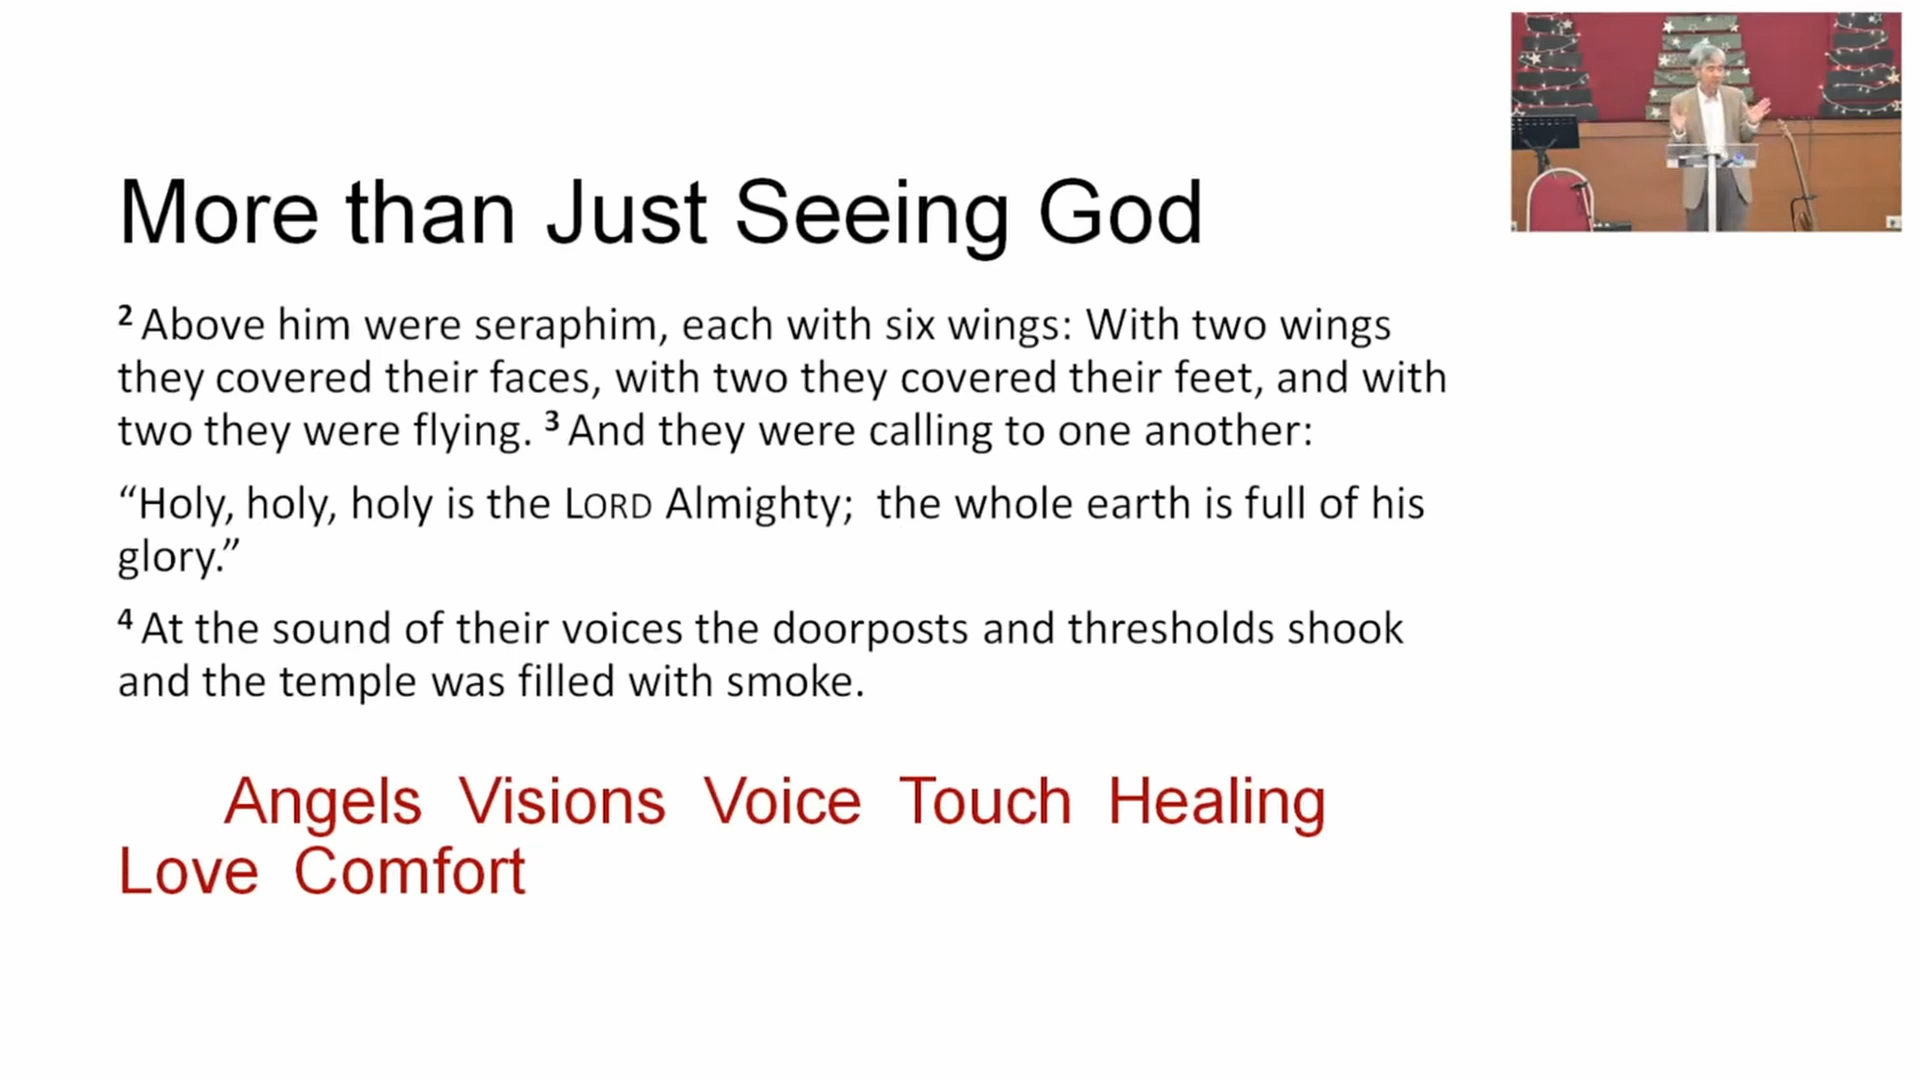 More than Just Seeing God
² Above him were seraphim, each with six wings: With two wings
they covered their faces, with two they covered their feet, and with
two they were flying. ³ And they were calling to one another:
“Holy, holy, holy is the LORD Almighty;  the whole earth is full of his
glory.”
⁴ At the sound of their voices the doorposts and thresholds shook
and the temple was filled with smoke.
Angels  Visions  Voice  Touch  Healing
Love  Comfort